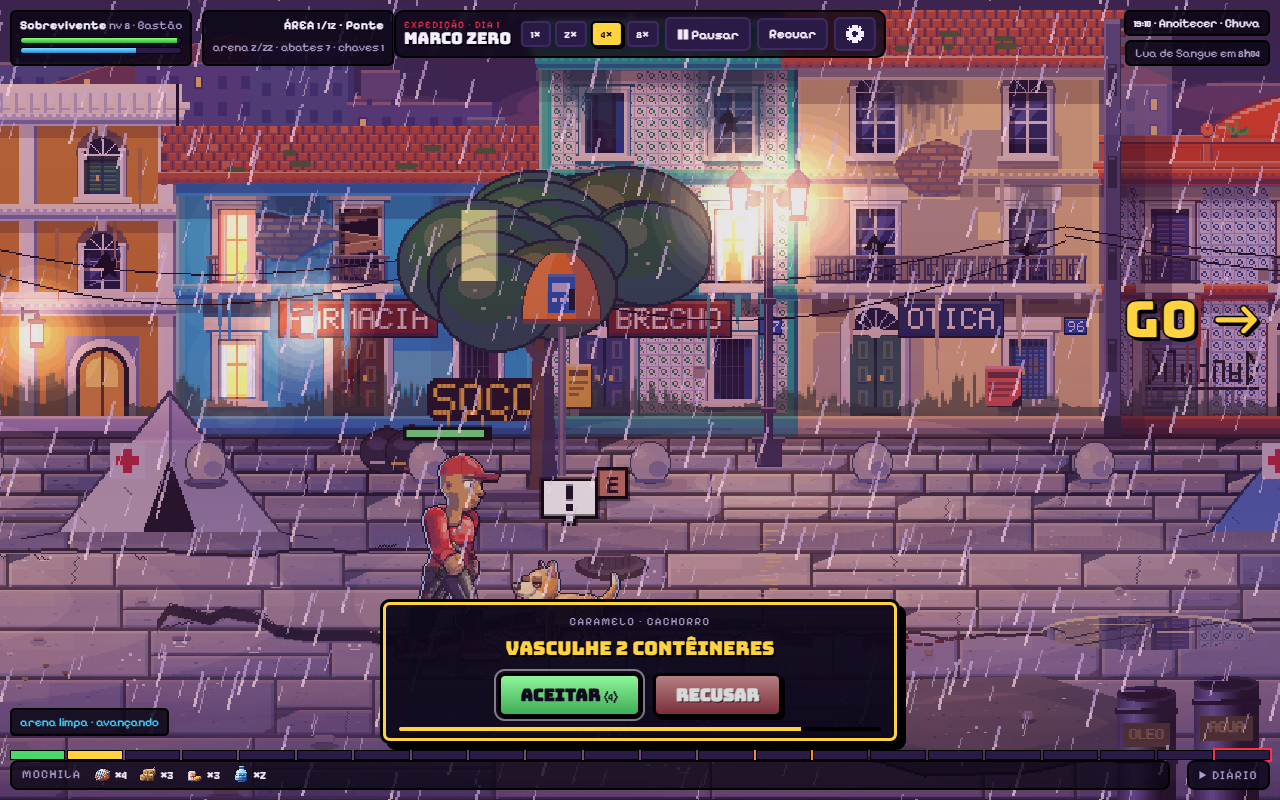 Sobrevivente nv 8 · Bastão
ÁREA 1/12 · Ponte
arena 2/22 · abates 7 · chaves 1
EXPEDIÇÃO · DIA 1
MARCO ZERO
1×
2×
4×
8×
Pausar
Recuar
19:10 · Anoitecer · Chuva
Lua de Sangue em 8h04
GO →
FARMACIA
BRECHO
OTICA
96
SOCO
E
!
CARAMELO · CACHORRO
VASCULHE 2 CONTÊINERES
ACEITAR (4)
RECUSAR
OLEO
AGUA
arena limpa · avançando
MOCHILA ×4 ×3 ×3 ×2
▶ DIÁRIO